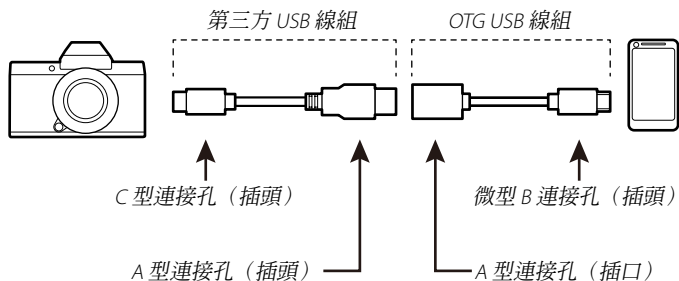 第三方 USB 線組
OTG USB 線組
C 型連接孔（插頭）
微型 B 連接孔（插頭）
A 型連接孔（插頭）
A 型連接孔（插口）